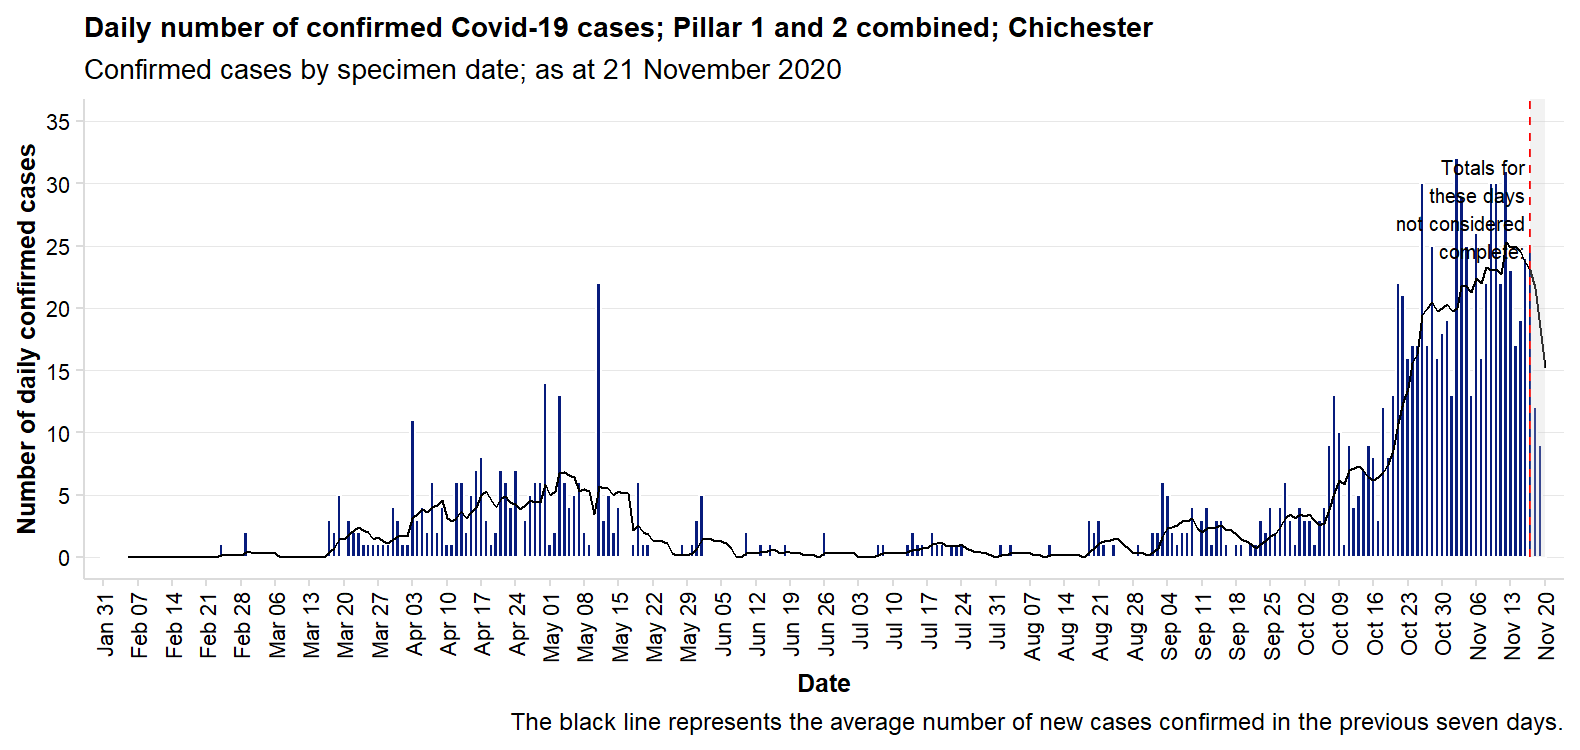 Daily number of confirmed Covid-19 cases; Pillar 1 and 2 combined; Chichester
Confirmed cases by specimen date; as at 21 November 2020
Number of daily confirmed cases
35
30
25
20
15
10
5
0
Totals for
these days
not considered
complete.
Jan 31
Feb 07
Feb 14
Feb 21
Feb 28
Mar 06
Mar 13
Mar 20
Mar 27
Apr 03
Apr 10
Apr 17
Apr 24
May 01
May 08
May 15
May 22
May 29
Jun 05
Jun 12
Jun 19
Jun 26
Jul 03
Jul 10
Jul 17
Jul 24
Jul 31
Aug 07
Aug 14
Aug 21
Aug 28
Sep 04
Sep 11
Sep 18
Sep 25
Oct 02
Oct 09
Oct 16
Oct 23
Oct 30
Nov 06
Nov 13
Nov 20
Date
The black line represents the average number of new cases confirmed in the previous seven days.